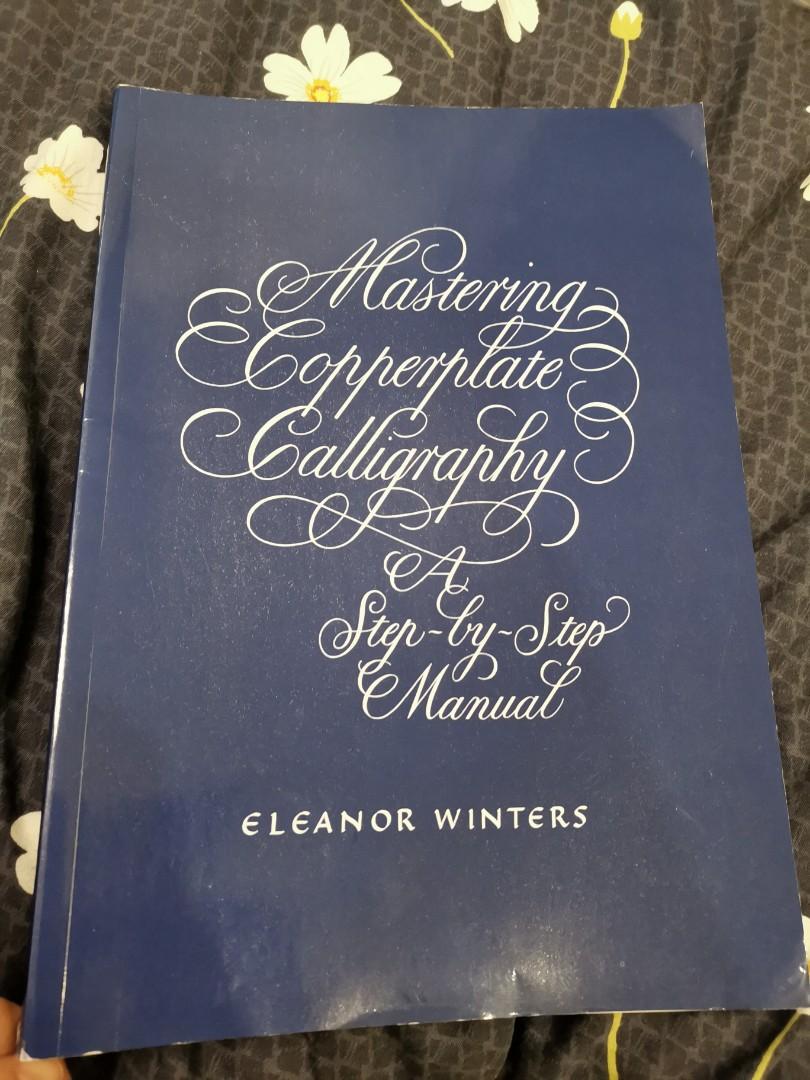 Mastering
Copperplate
Calligraphy
A
Step-by-Step
Manual
ELEANOR WINTERS